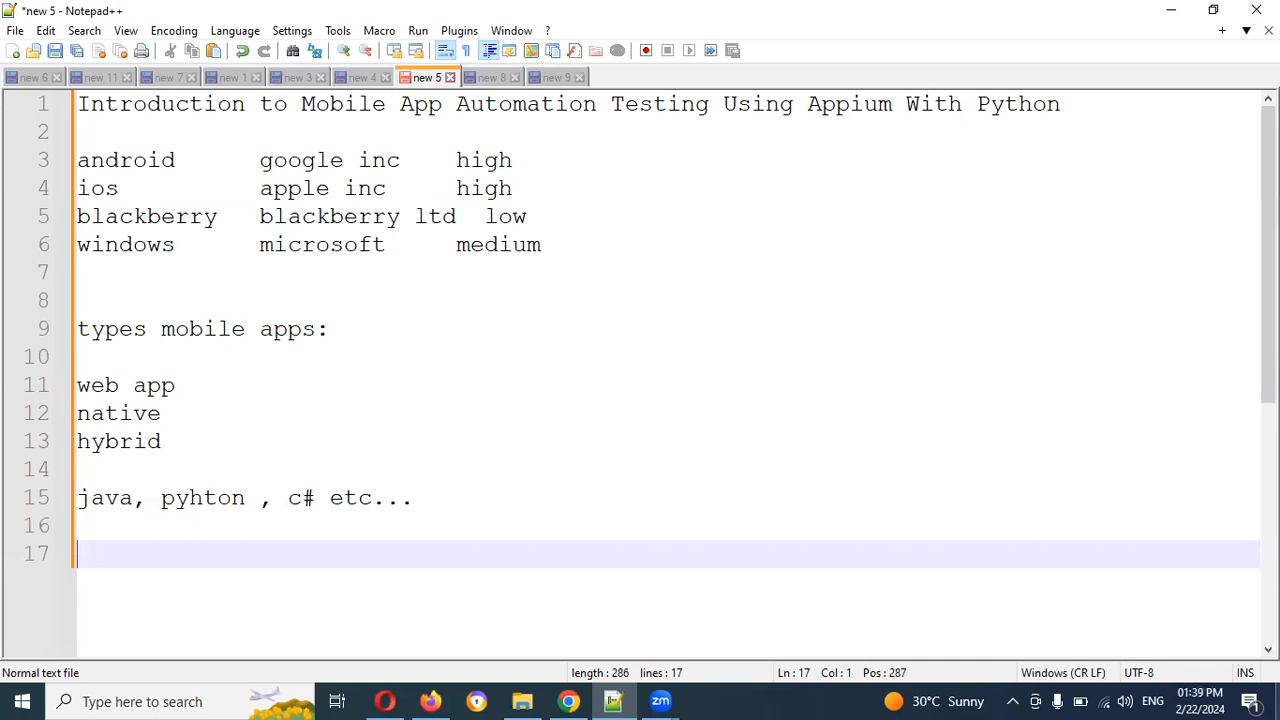 *new 5 - Notepad++
File Edit Search View Encoding Language Settings Tools Macro Run Plugins Window ?
new 6 new 11 new 7 new 1 new 3 new 4 new 5 new 8 new 9
1 Introduction to Mobile App Automation Testing Using Appium With Python
2
3 android google inc high
4 ios apple inc high
5 blackberry blackberry ltd low
6 windows microsoft medium
7
8
9 types mobile apps:
10
11 web app
12 native
13 hybrid
14
15 java, pyhton , c# etc...
16
17
Normal text file length : 286 lines : 17 Ln : 17 Col : 1 Pos : 287 Windows (CR LF) UTF-8 INS
Type here to search zm 30°C Sunny ENG 01:39 PM
2/22/2024 1